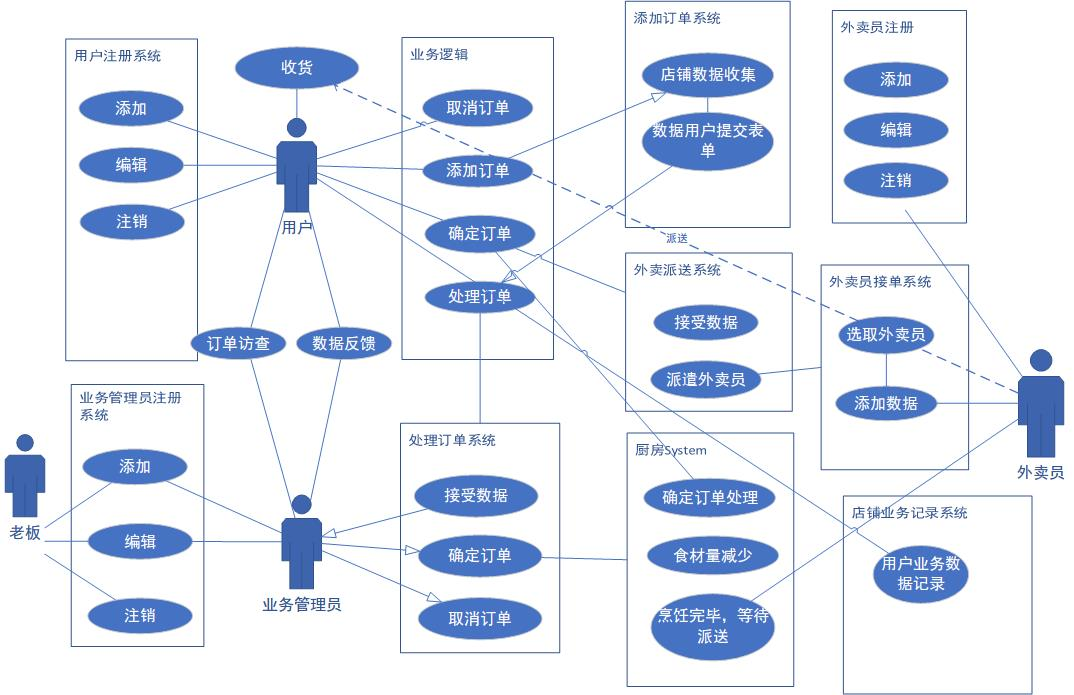 用户注册系统
添加
编辑
注销
收货
用户
业务逻辑
取消订单
添加订单
确定订单
处理订单
添加订单系统
店铺数据收集
数据用户提交表
单
外卖员注册
添加
编辑
注销
派送
外卖派送系统
接受数据
派遣外卖员
外卖员接单系统
选取外卖员
添加数据
外卖员
订单访查
数据反馈
业务管理员注册
系统
添加
编辑
注销
老板
业务管理员
处理订单系统
接受数据
确定订单
取消订单
厨房System
确定订单处理
食材量减少
烹饪完毕，等待
派送
店铺业务记录系统
用户业务数
据记录